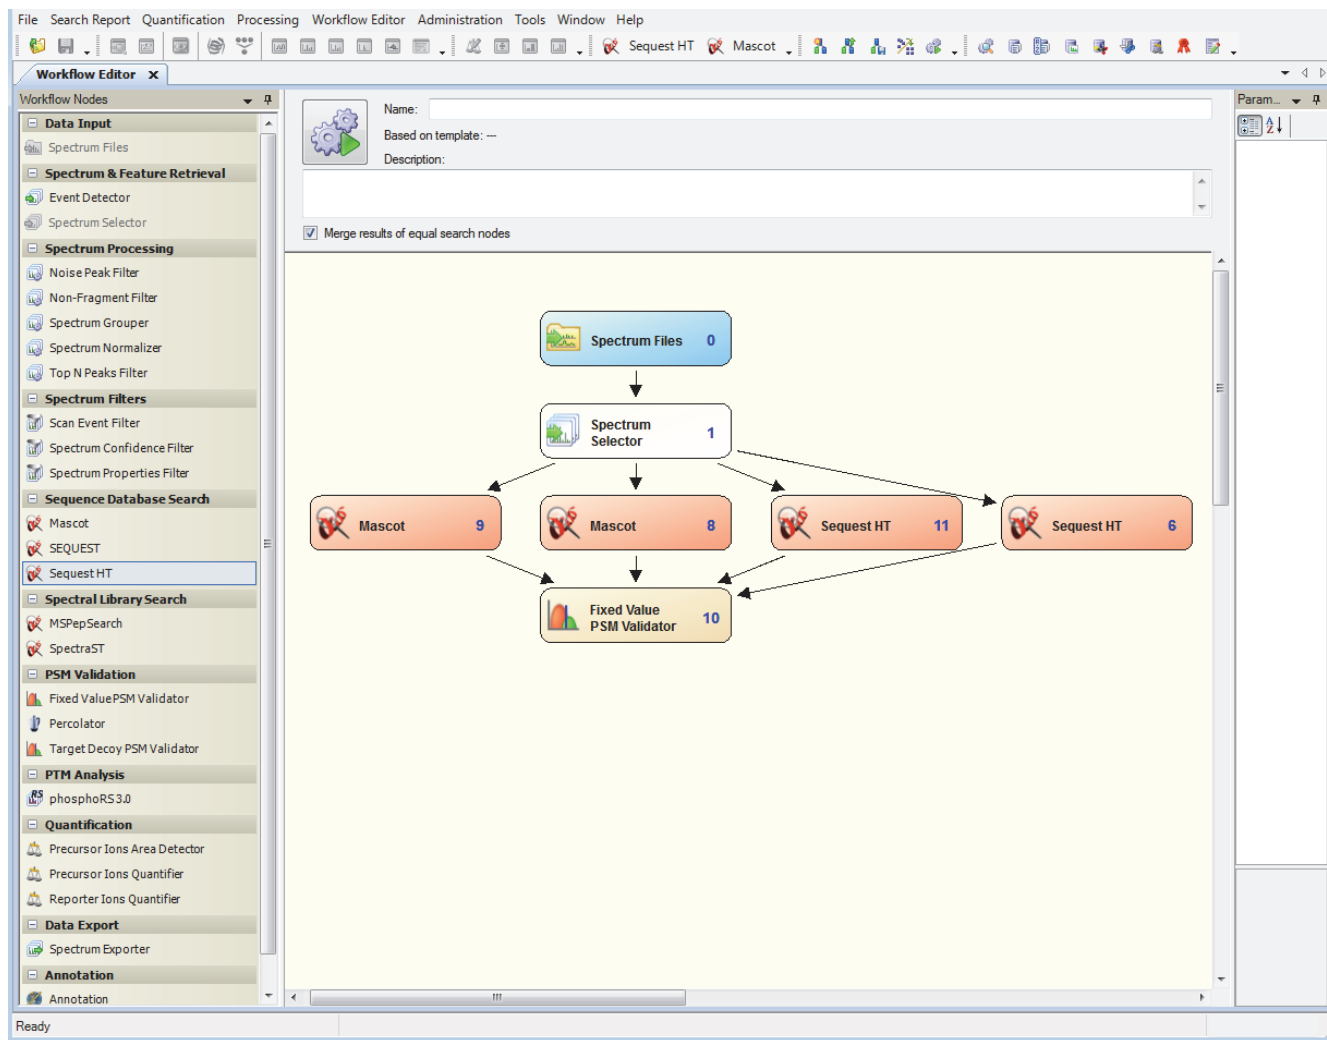 File Search Report Quantification Processing Workflow Editor Administration Tools Window Help
Sequest HT Mascot
Workflow Editor x
Workflow Nodes
Data Input
Spectrum Files
Spectrum & Feature Retrieval
Event Detector
Spectrum Selector
Spectrum Processing
Noise Peak Filter
Non-Fragment Filter
Spectrum Grouper
Spectrum Normalizer
Top N Peaks Filter
Spectrum Filters
Scan Event Filter
Spectrum Confidence Filter
Spectrum Properties Filter
Sequence Database Search
Mascot
SEQUEST
Sequest HT
Spectral Library Search
MSPepSearch
SpectraST
PSM Validation
Fixed Value PSM Validator
Percolator
Target Decoy PSM Validator
PTM Analysis
phosphoRS 3.0
Quantification
Precursor Ions Area Detector
Precursor Ions Quantifier
Reporter Ions Quantifier
Data Export
Spectrum Exporter
Annotation
Annotation
Name:
Based on template: ---
Description:
Merge results of equal search nodes
Spectrum Files 0
Spectrum
Selector 1
Mascot 9
Mascot 8
Sequest HT 11
Sequest HT 6
Fixed Value
PSM Validator 10
Param...
Ready